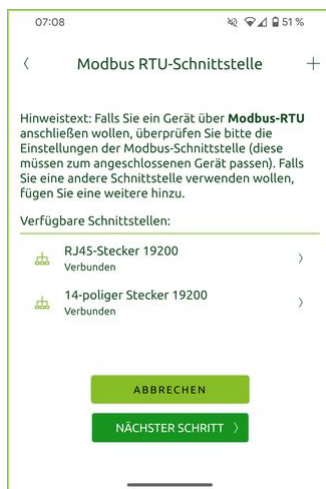 07:08
51 %
Modbus RTU-Schnittstelle
Hinweistext: Falls Sie ein Gerät über Modbus-RTU
anschließen wollen, überprüfen Sie bitte die
Einstellungen der Modbus-Schnittstelle (diese
müssen zum angeschlossenen Gerät passen). Falls
Sie eine andere Schnittstelle verwenden wollen,
fügen Sie eine weitere hinzu.
Verfügbare Schnittstellen:
RJ45-Stecker 19200
Verbunden
14-poliger Stecker 19200
Verbunden
ABBRECHEN
NÄCHSTER SCHRITT